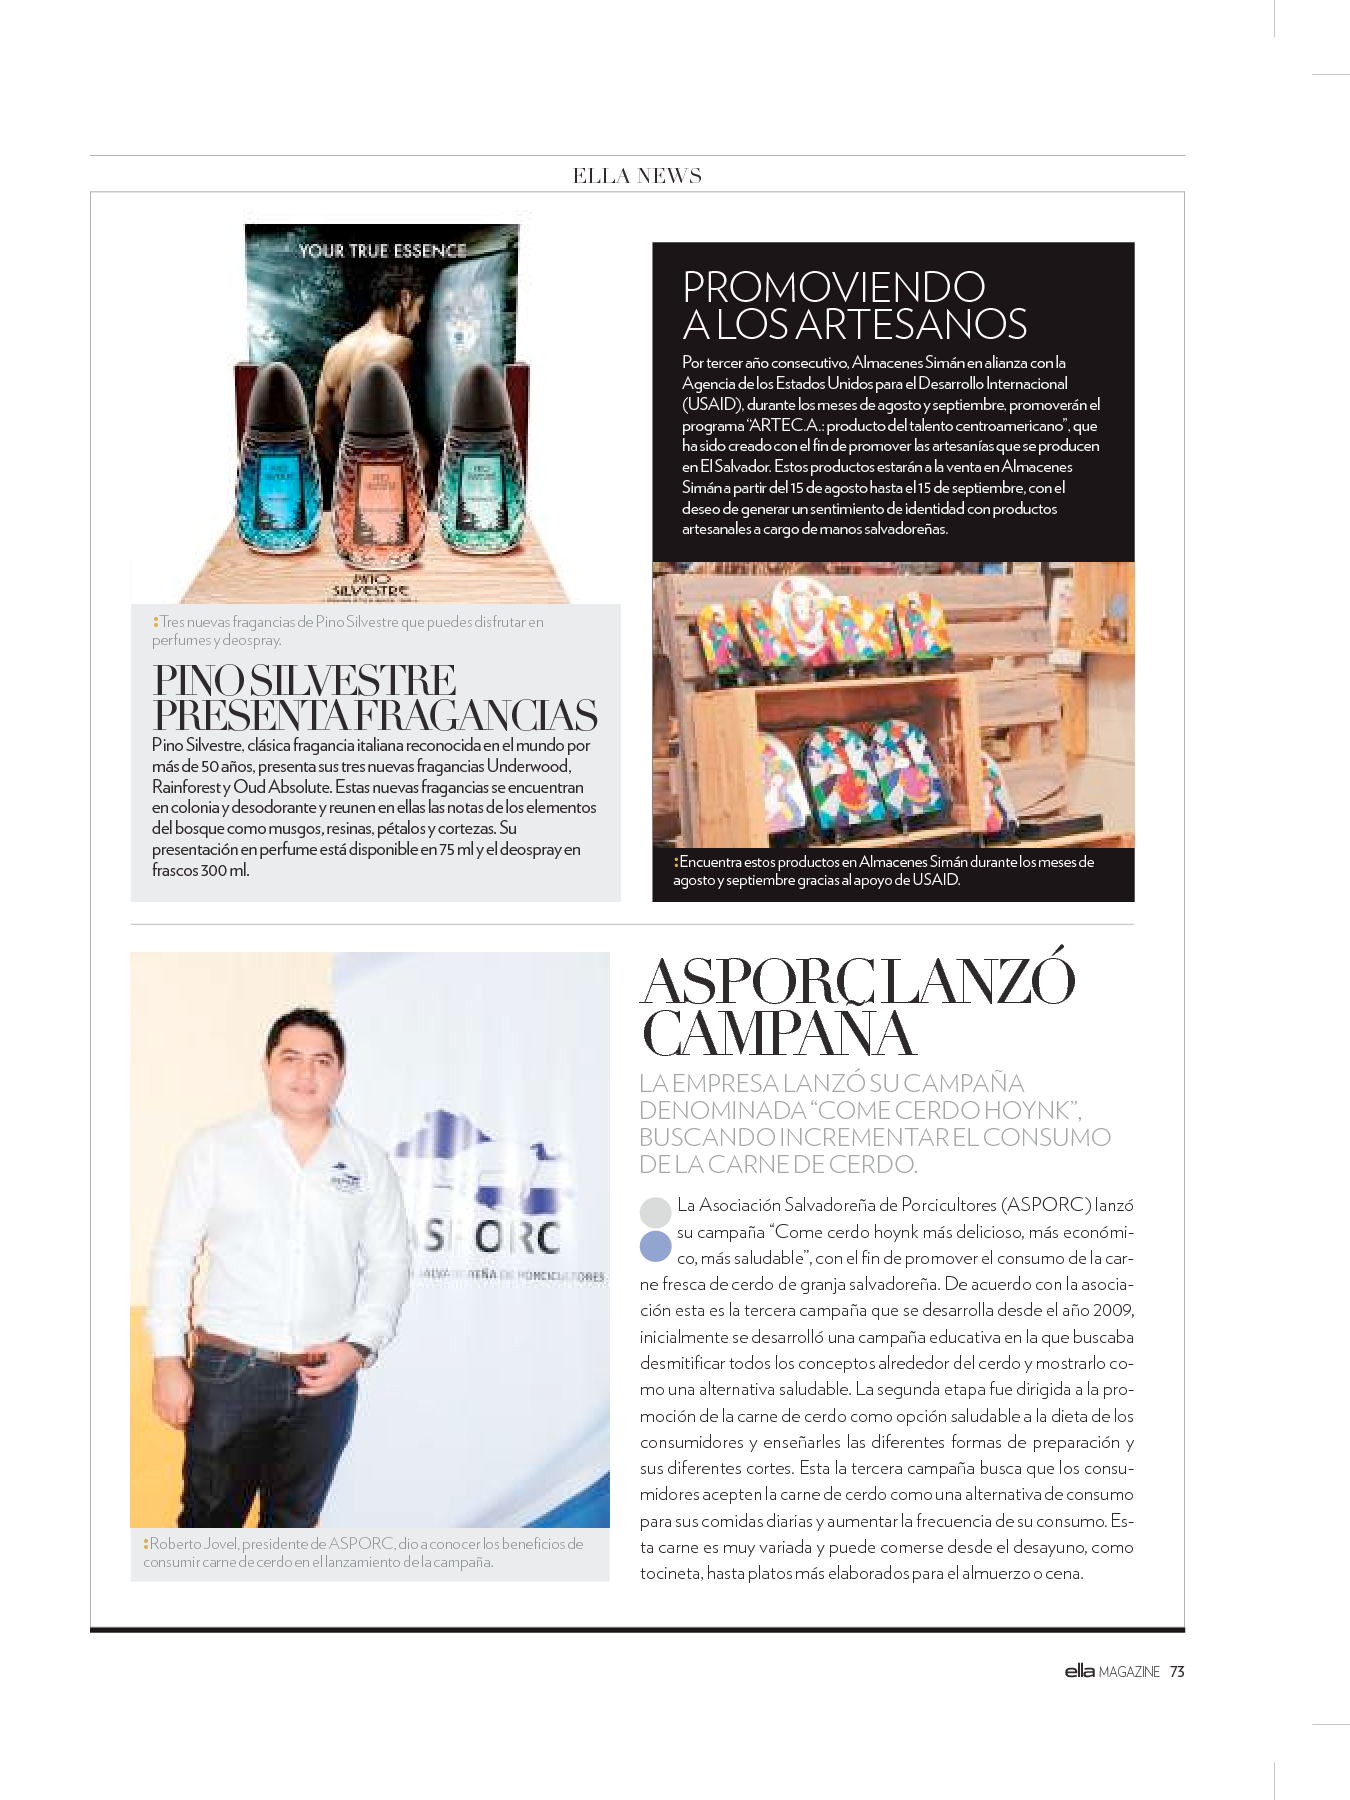 ELLA NEWS
YOUR TRUE ESSENCE
PINO
SILVESTRE
:Tres nuevas fragancias de Pino Silvestre que puedes disfrutar en
perfumes y deospray.
PINO SILVESTRE
PRESENTA FRAGANCIAS
Pino Silvestre, clásica fragancia italiana reconocida en el mundo por
más de 50 años, presenta sus tres nuevas fragancias Underwood,
Rainforest y Oud Absolute. Estas nuevas fragancias se encuentran
en colonia y desodorante y reunen en ellas las notas de los elementos
del bosque como musgos, resinas, pétalos y cortezas. Su
presentación en perfume está disponible en 75 ml y el deospray en
frascos 300 ml.
PROMOVIENDO
A LOS ARTESANOS
Por tercer año consecutivo, Almacenes Simán en alianza con la
Agencia de los Estados Unidos para el Desarrollo Internacional
(USAID), durante los meses de agosto y septiembre, promoverán el
programa “ARTEC.A.: producto del talento centroamericano”, que
ha sido creado con el fin de promover las artesanías que se producen
en El Salvador. Estos productos estarán a la venta en Almacenes
Simán a partir del 15 de agosto hasta el 15 de septiembre, con el
deseo de generar un sentimiento de identidad con productos
artesanales a cargo de manos salvadoreñas.
:Encuentra estos productos en Almacenes Simán durante los meses de
agosto y septiembre gracias al apoyo de USAID.
ASPORC
:Roberto Jovel, presidente de ASPORC, dio a conocer los beneficios de
consumir carne de cerdo en el lanzamiento de la campaña.
ASPORC LANZÓ
CAMPAÑA
LA EMPRESA LANZÓ SU CAMPAÑA
DENOMINADA “COME CERDO HOYNK”,
BUSCANDO INCREMENTAR EL CONSUMO
DE LA CARNE DE CERDO.
La Asociación Salvadoreña de Porcicultores (ASPORC) lanzó
su campaña “Come cerdo hoynk más delicioso, más económi-
co, más saludable”, con el fin de promover el consumo de la car-
ne fresca de cerdo de granja salvadoreña. De acuerdo con la asocia-
ción esta es la tercera campaña que se desarrolla desde el año 2009,
inicialmente se desarrolló una campaña educativa en la que buscaba
desmitificar todos los conceptos alrededor del cerdo y mostrarlo co-
mo una alternativa saludable. La segunda etapa fue dirigida a la pro-
moción de la carne de cerdo como opción saludable a la dieta de los
consumidores y enseñarles las diferentes formas de preparación y
sus diferentes cortes. Esta la tercera campaña busca que los consu-
midores acepten la carne de cerdo como una alternativa de consumo
para sus comidas diarias y aumentar la frecuencia de su consumo. Es-
ta carne es muy variada y puede comerse desde el desayuno, como
tocineta, hasta platos más elaborados para el almuerzo o cena.
ella MAGAZINE 73